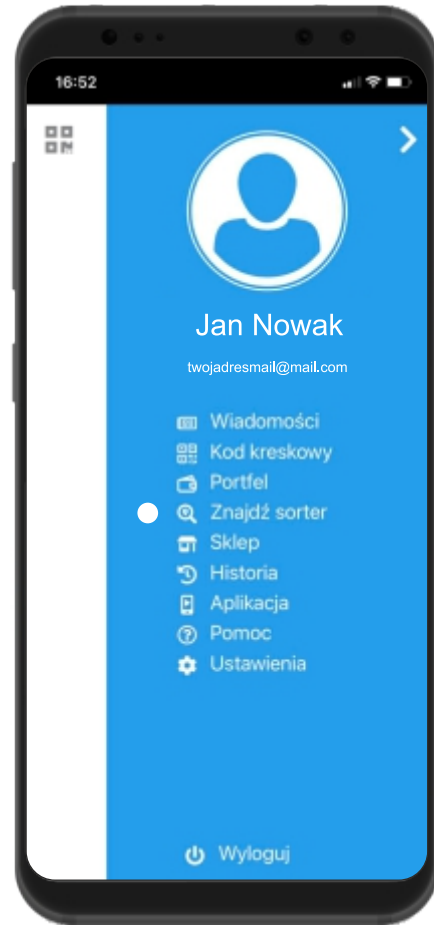 16:52
Jan Nowak
twojadresmail@mail.com
Wiadomości
Kod kreskowy
Portfel
Znajdź sorter
Sklep
Historia
Aplikacja
Pomoc
Ustawienia
Wyloguj